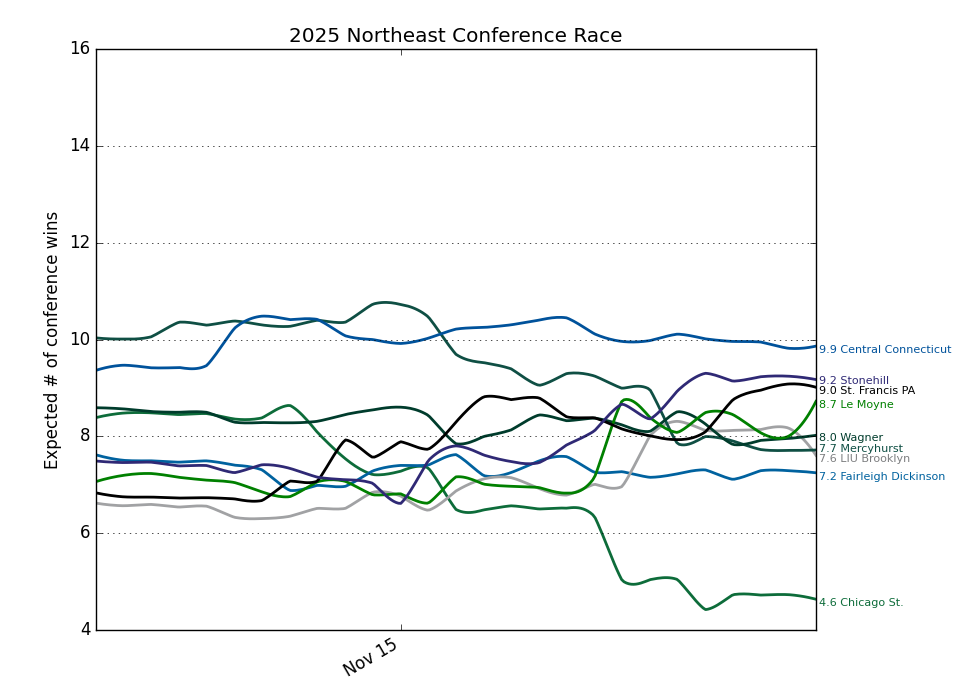 2025 Northeast Conference Race
Expected # of conference wins
16
14
12
10
8
6
4
Nov 15
9.9 Central Connecticut
9.2 Stonehill
9.0 St. Francis PA
8.7 Le Moyne
8.0 Wagner
7.7 Mercyhurst
7.6 LIU Brooklyn
7.2 Fairleigh Dickinson
4.6 Chicago St.